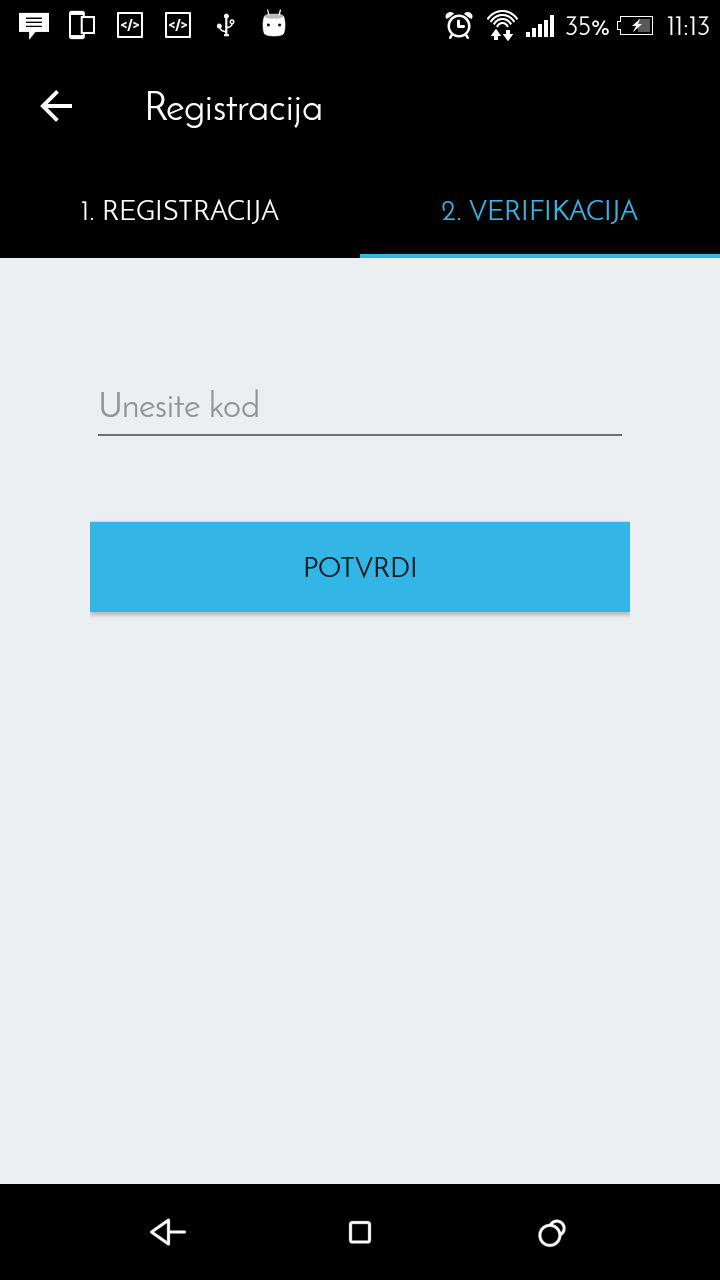 35% 11:13
Registracija
1. REGISTRACIJA 2. VERIFIKACIJA
Unesite kod
POTVRDI